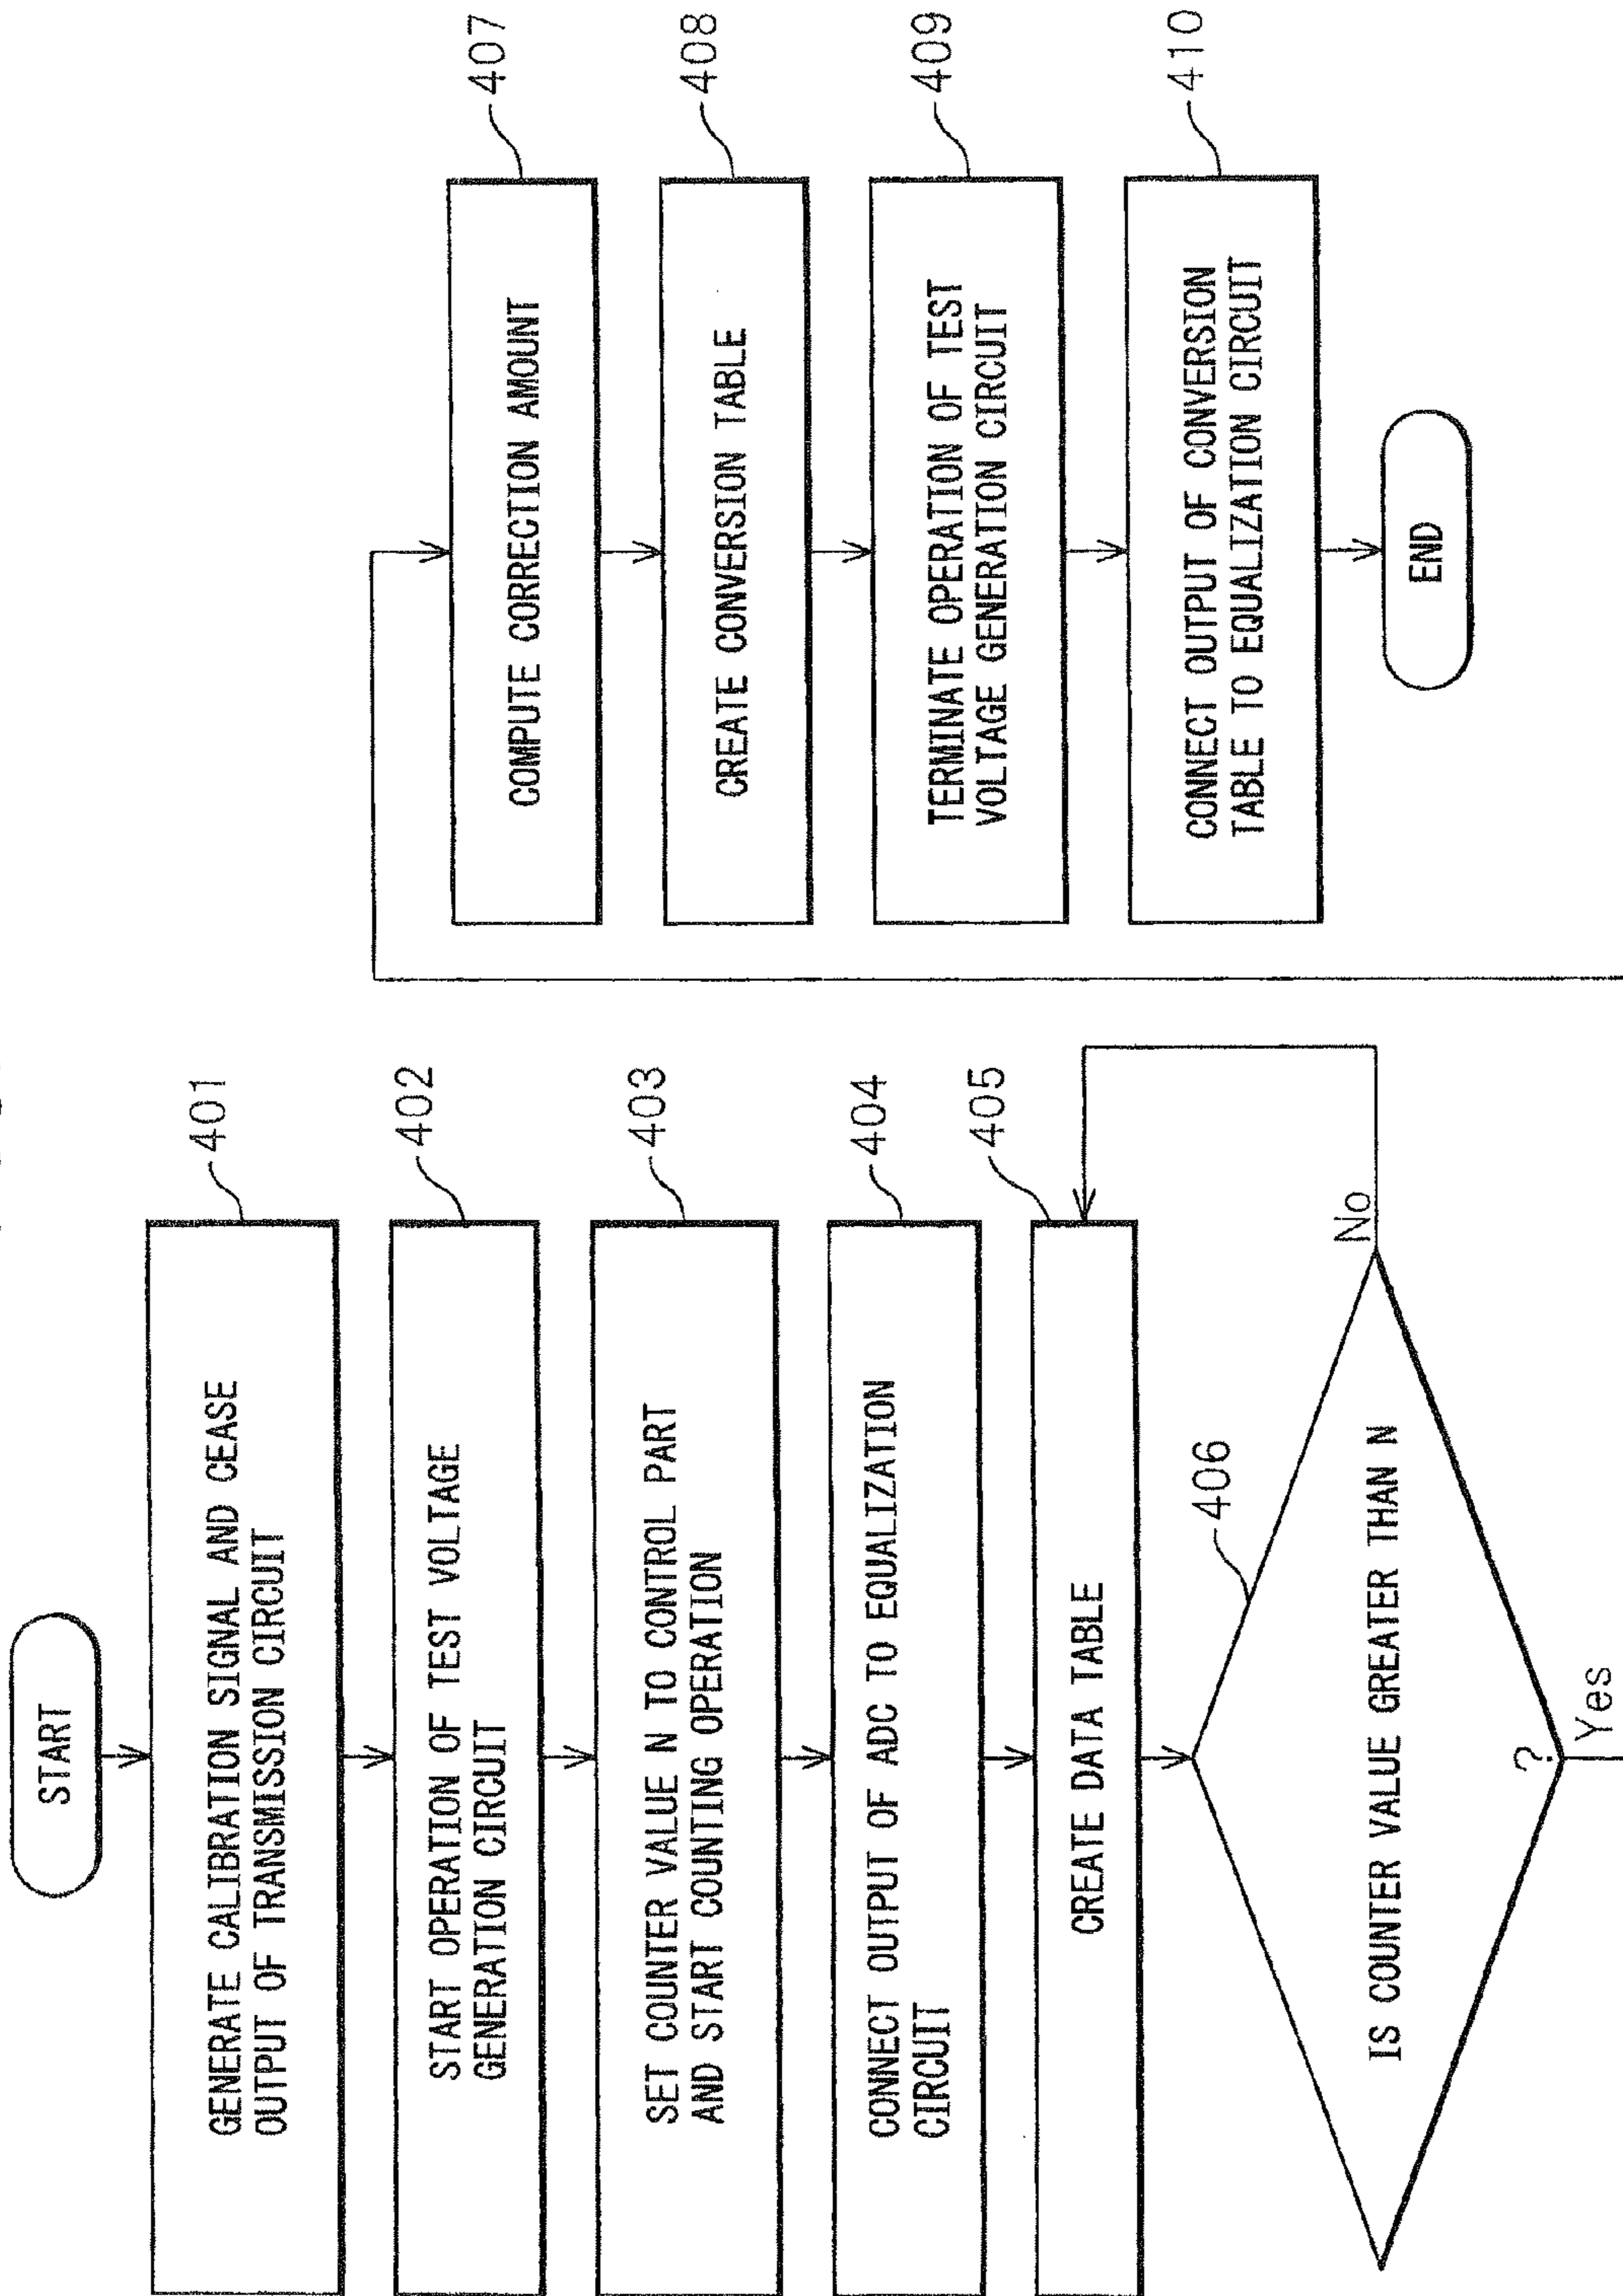 START
GENERATE CALIBRATION SIGNAL AND CEASE
OUTPUT OF TRANSMISSION CIRCUIT
401
START OPERATION OF TEST VOLTAGE
GENERATION CIRCUIT
402
SET COUNTER VALUE N TO CONTROL PART
AND START COUNTING OPERATION
403
CONNECT OUTPUT OF ADC TO EQUALIZATION
CIRCUIT
404
CREATE DATA TABLE
405
IS COUNTER VALUE GREATER THAN N
?
406
No
Yes
COMPUTE CORRECTION AMOUNT
407
CREATE CONVERSION TABLE
408
TERMINATE OPERATION OF TEST
VOLTAGE GENERATION CIRCUIT
409
CONNECT OUTPUT OF CONVERSION
TABLE TO EQUALIZATION CIRCUIT
410
END